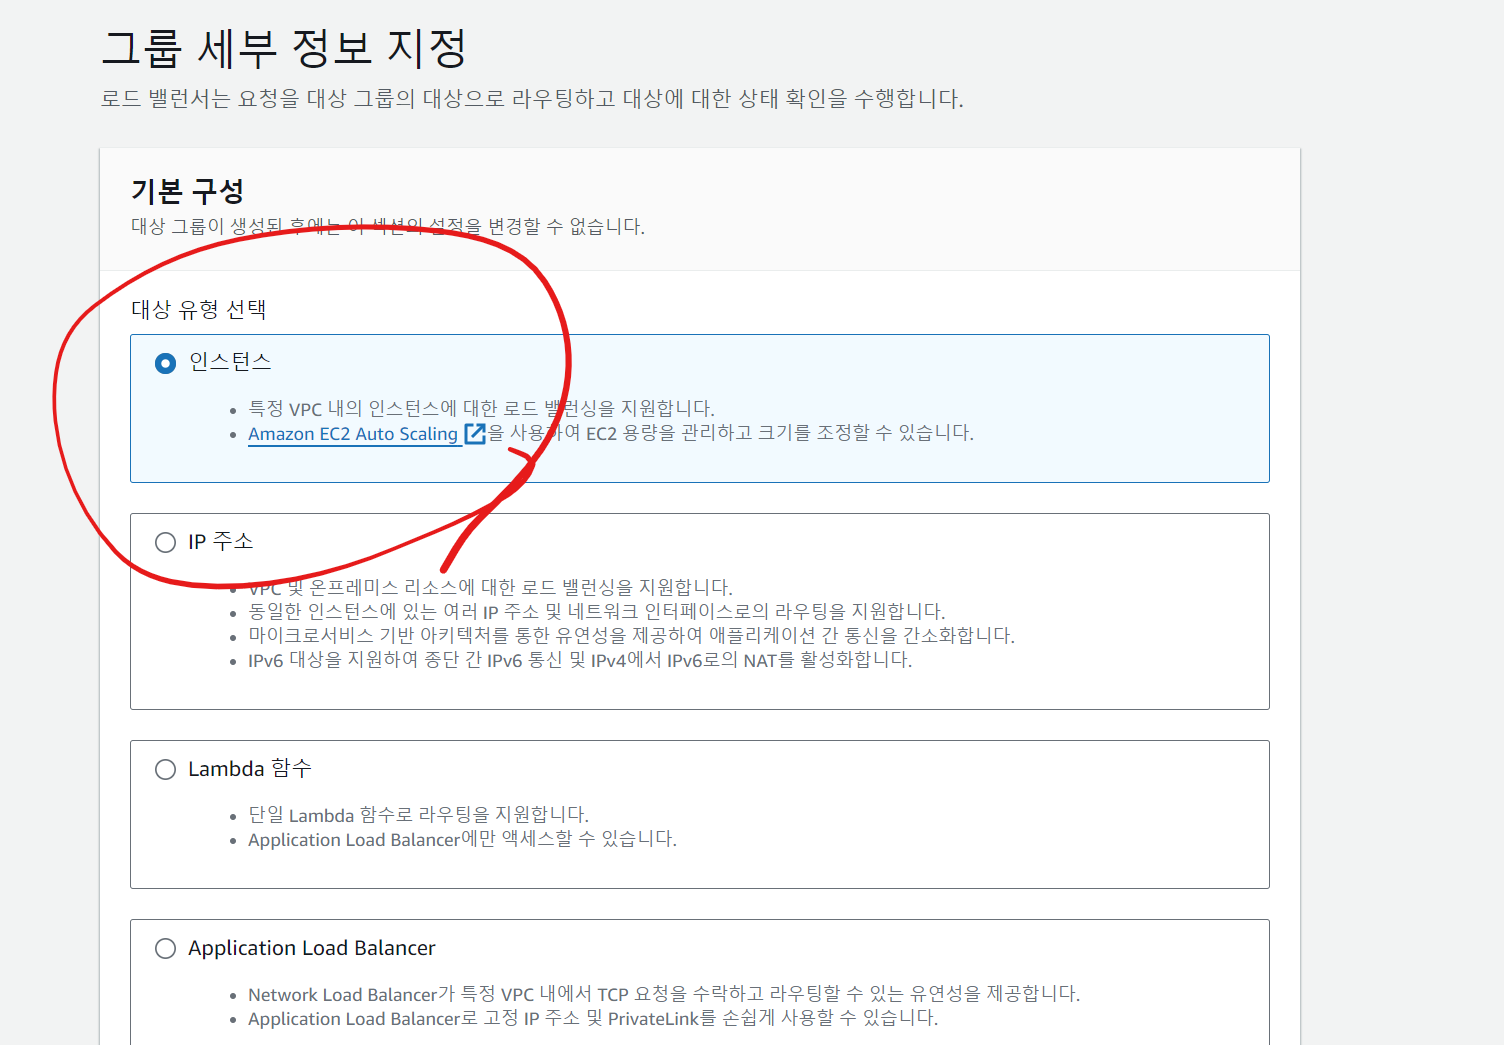 그룹 세부 정보 지정
로드 밸런서는 요청을 대상 그룹의 대상으로 라우팅하고 대상에 대한 상태 확인을 수행합니다.
기본 구성
대상 그룹이 생성된 후에는 이 섹션의 설정을 변경할 수 없습니다.
대상 유형 선택
인스턴스
• 특정 VPC 내의 인스턴스에 대한 로드 밸런싱을 지원합니다.
• Amazon EC2 Auto Scaling을 사용하여 EC2 용량을 관리하고 크기를 조정할 수 있습니다.
IP 주소
• VPC 및 온프레미스 리소스에 대한 로드 밸런싱을 지원합니다.
• 동일한 인스턴스에 있는 여러 IP 주소 및 네트워크 인터페이스로의 라우팅을 지원합니다.
• 마이크로서비스 기반 아키텍처를 통한 유연성을 제공하여 애플리케이션 간 통신을 간소화합니다.
• IPv6 대상을 지원하여 종단 간 IPv6 통신 및 IPv4에서 IPv6로의 NAT를 활성화합니다.
Lambda 함수
• 단일 Lambda 함수로 라우팅을 지원합니다.
• Application Load Balancer에만 액세스할 수 있습니다.
Application Load Balancer
• Network Load Balancer가 특정 VPC 내에서 TCP 요청을 수락하고 라우팅할 수 있는 유연성을 제공합니다.
• Application Load Balancer로 고정 IP 주소 및 PrivateLink를 손쉽게 사용할 수 있습니다.